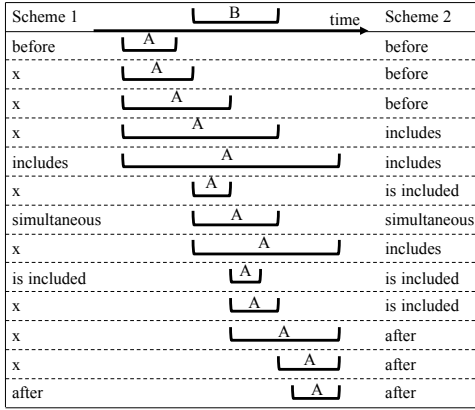 Scheme 1 B time Scheme 2
before A before
x A before
x A before
x A includes
includes A includes
x A is included
simultaneous A simultaneous
x A includes
is included A is included
x A is included
x A after
x A after
after A after